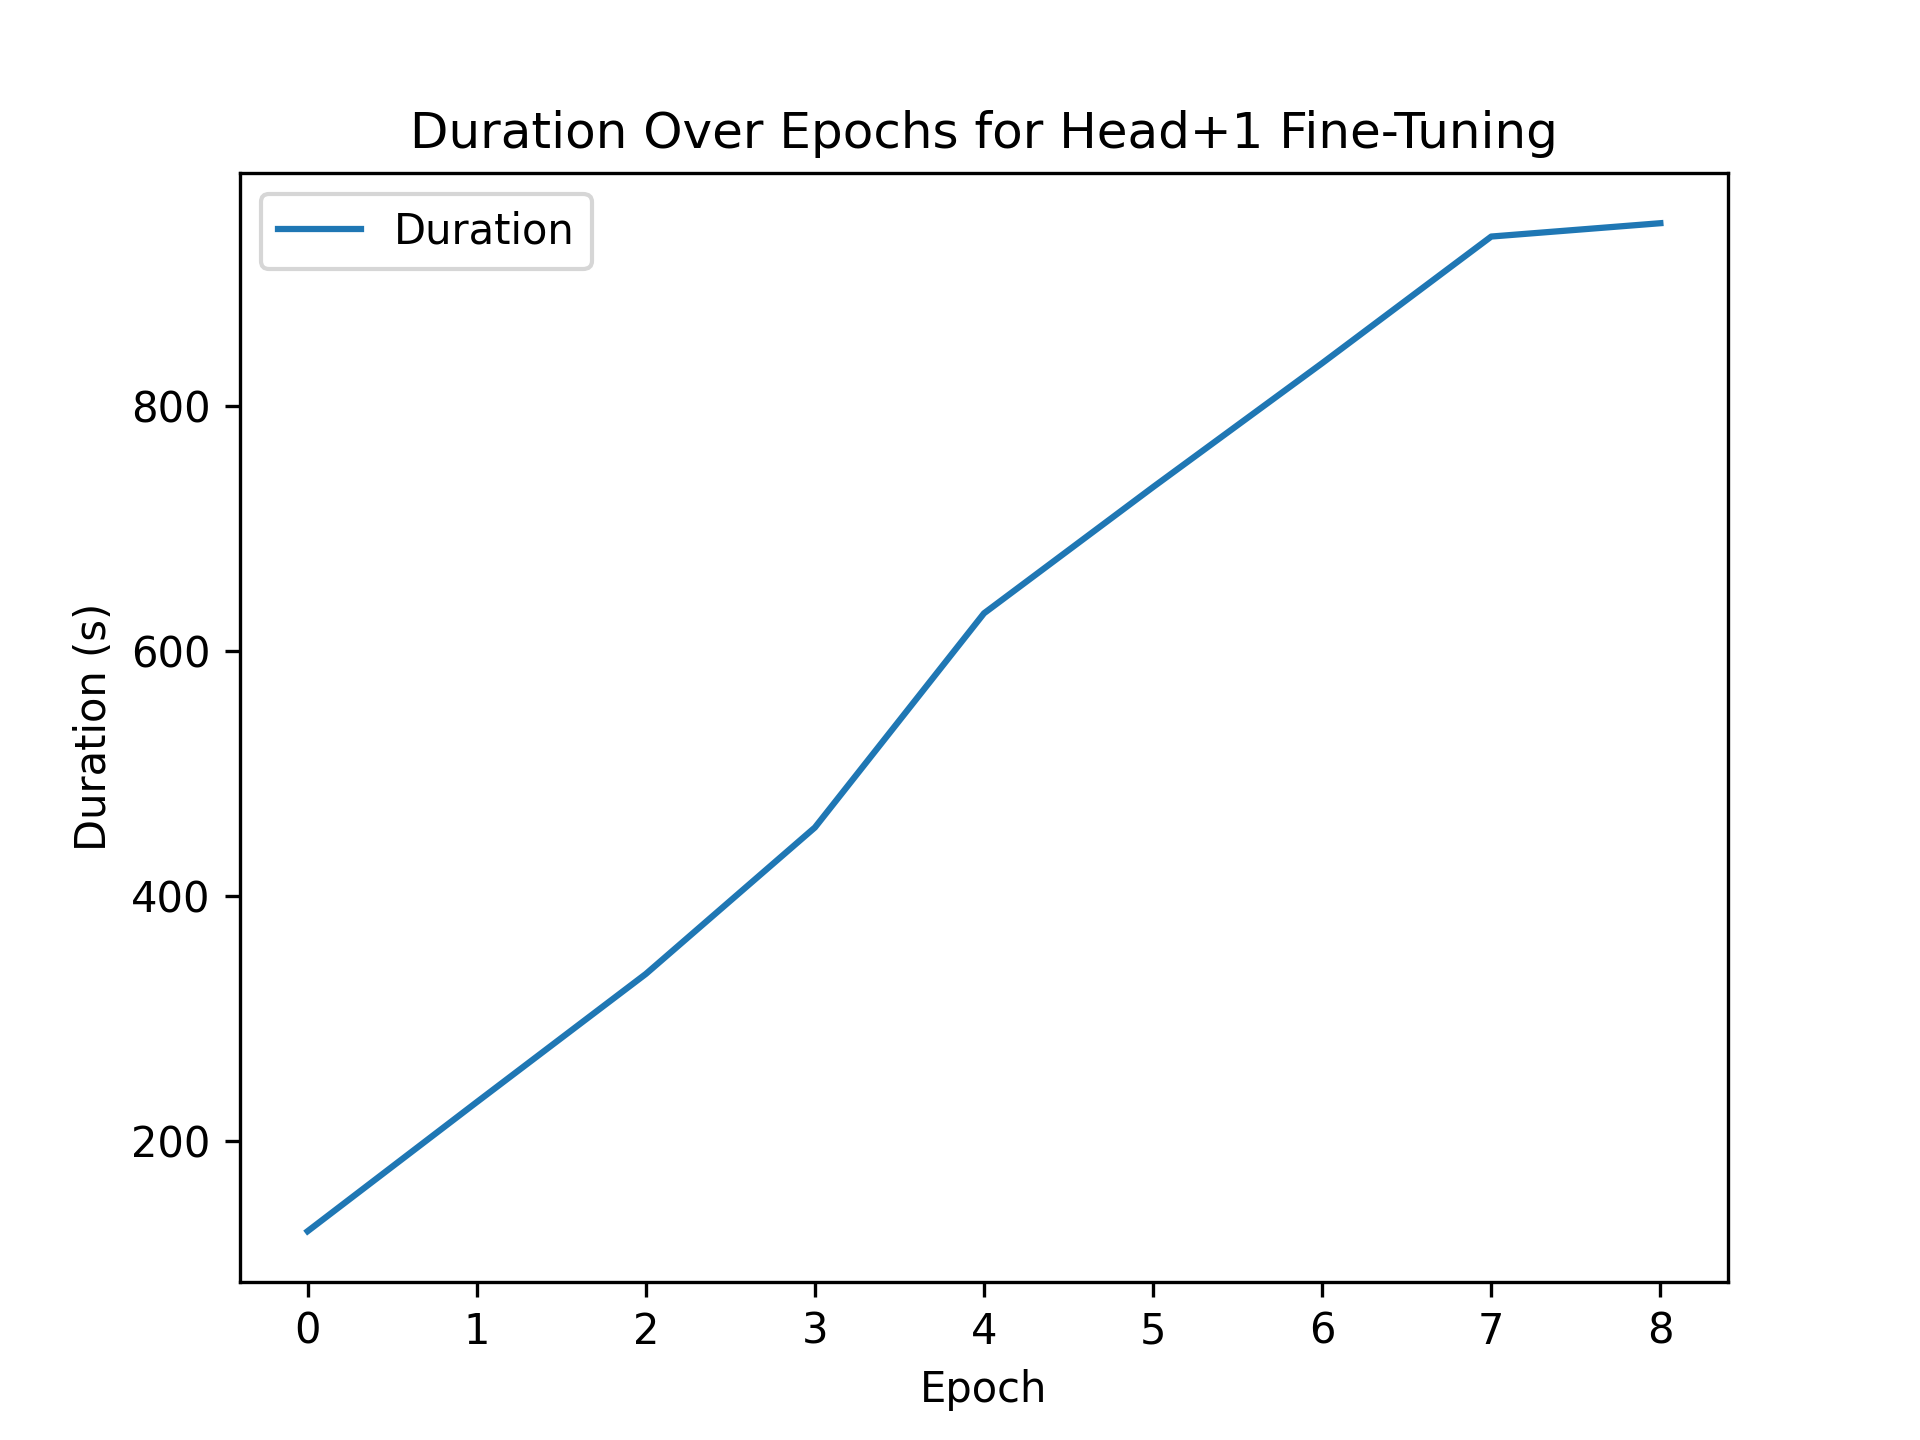 Duration Over Epochs for Head+1 Fine-Tuning
Duration
800
600
400
200
Duration (s)
0 1 2 3 4 5 6 7 8
Epoch